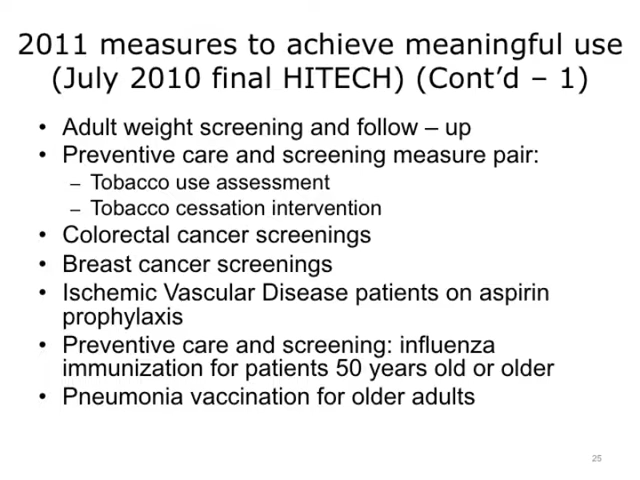 2011 measures to achieve meaningful use
(July 2010 final HITECH) (Cont’d – 1)
• Adult weight screening and follow – up
• Preventive care and screening measure pair:
– Tobacco use assessment
– Tobacco cessation intervention
• Colorectal cancer screenings
• Breast cancer screenings
• Ischemic Vascular Disease patients on aspirin
prophylaxis
• Preventive care and screening: influenza
immunization for patients 50 years old or older
• Pneumonia vaccination for older adults
25